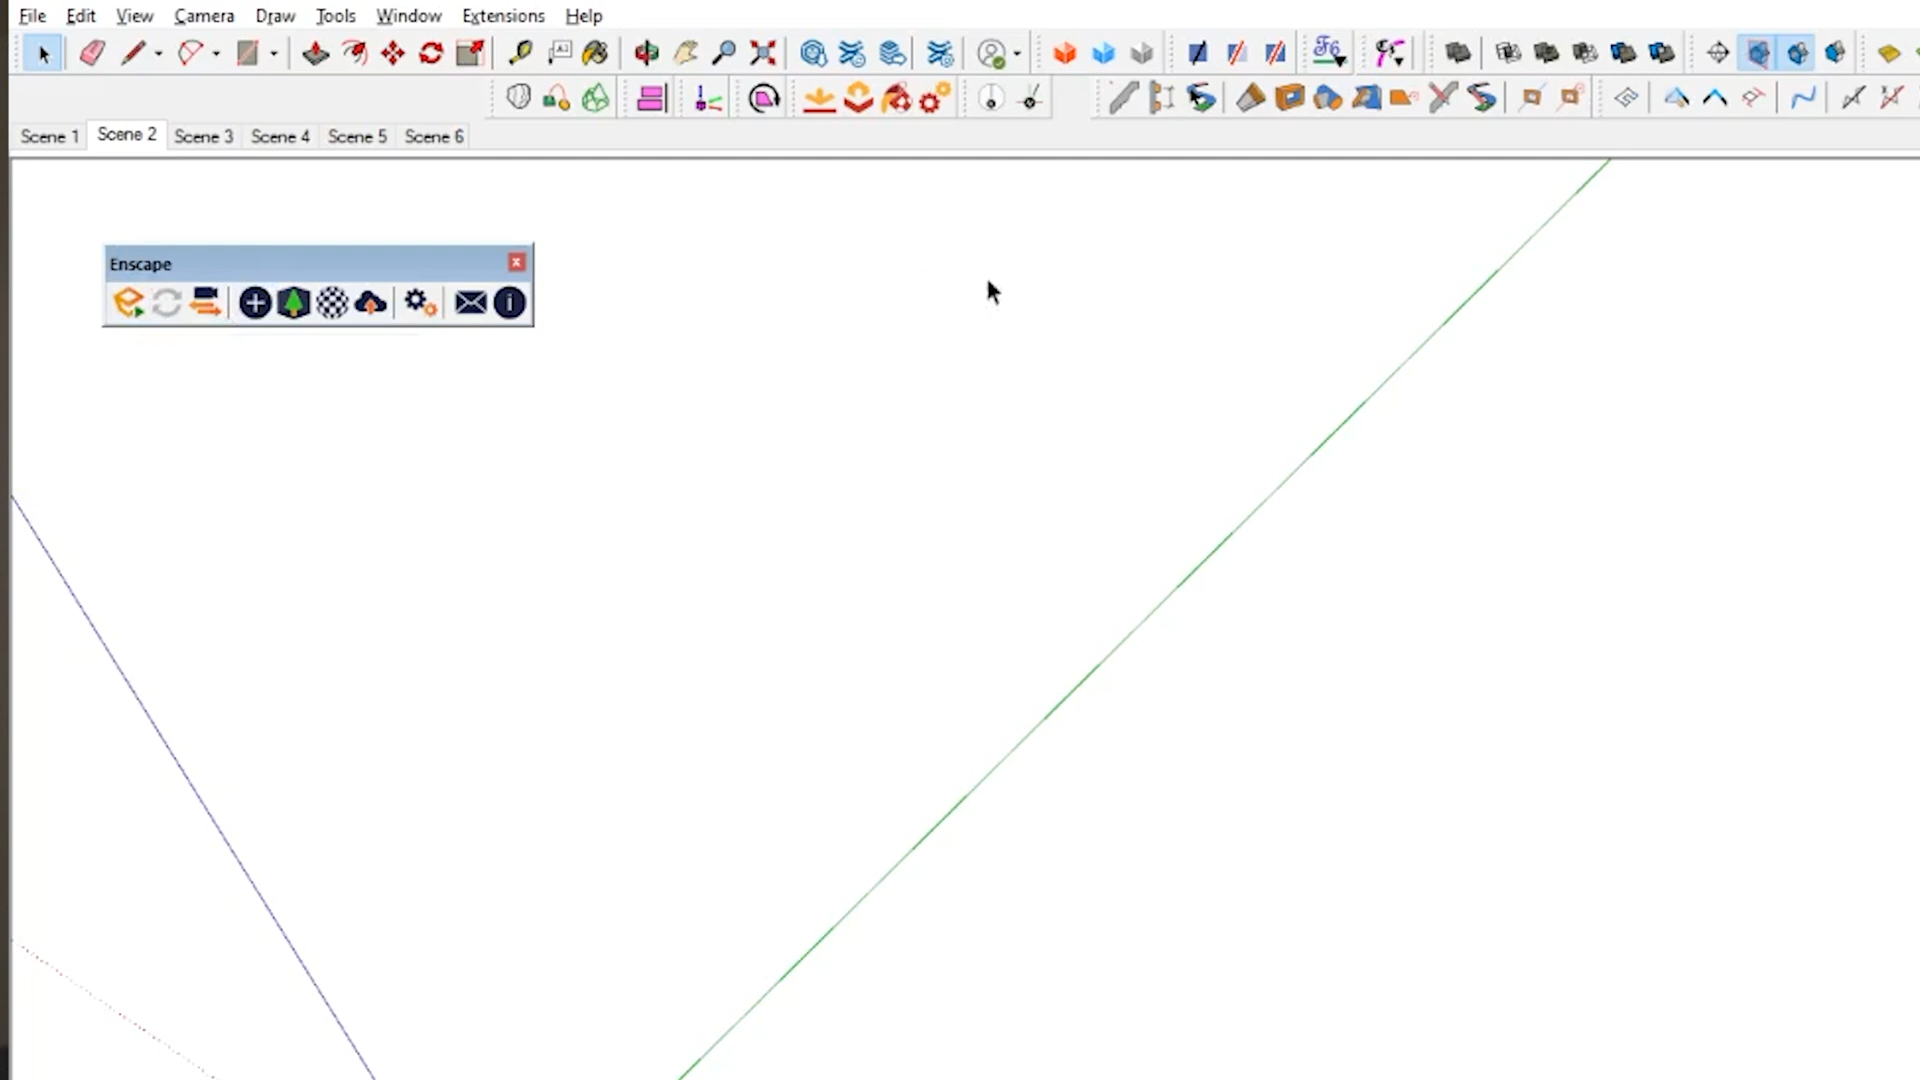 File Edit View Camera Draw Tools Window Extensions Help
A1
Scene 1 Scene 2 Scene 3 Scene 4 Scene 5 Scene 6
Enscape